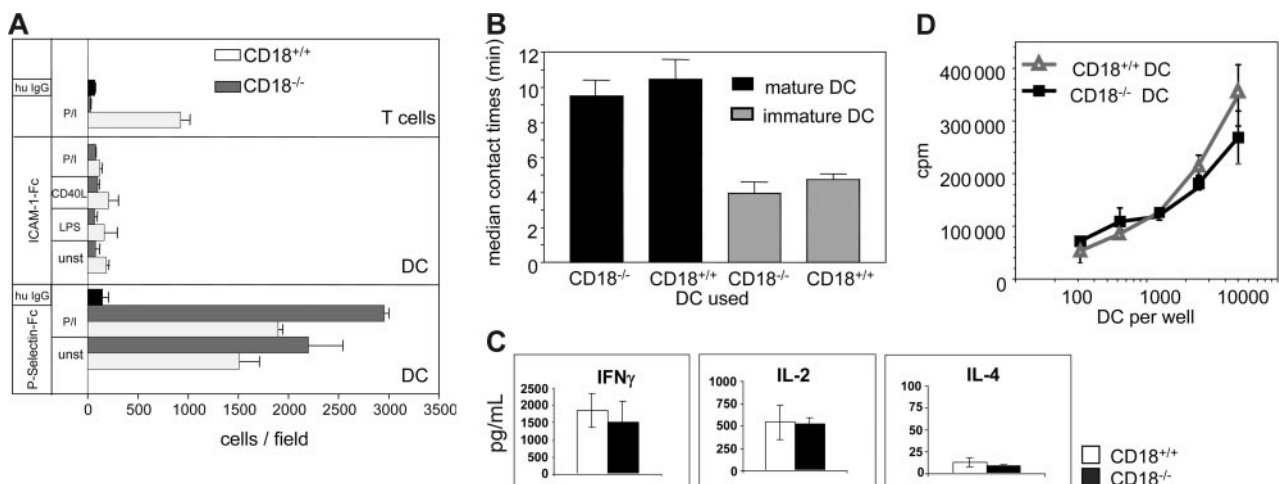 A
CD18+/+
CD18-/-
hu IgG
P/I
T cells
ICAM-1-Fc
P/I
CD40L
LPS
unst
DC
P-Selectin-Fc
hu IgG
P/I
unst
DC
0 500 1000 1500 2000 2500 3000 3500
cells / field
B
median contact times (min)
12
10
8
6
4
2
0
mature DC
immature DC
CD18-/- CD18+/+ CD18-/- CD18+/+
DC used
C
pg/mL
IFNγ
2500
2000
1500
1000
500
0
IL-2
1000
750
500
250
0
IL-4
100
75
50
25
0
CD18+/+
CD18-/-
D
CD18+/+ DC
CD18-/- DC
cpm
400 000
300 000
200 000
100 000
0
100 1000 10000
DC per well